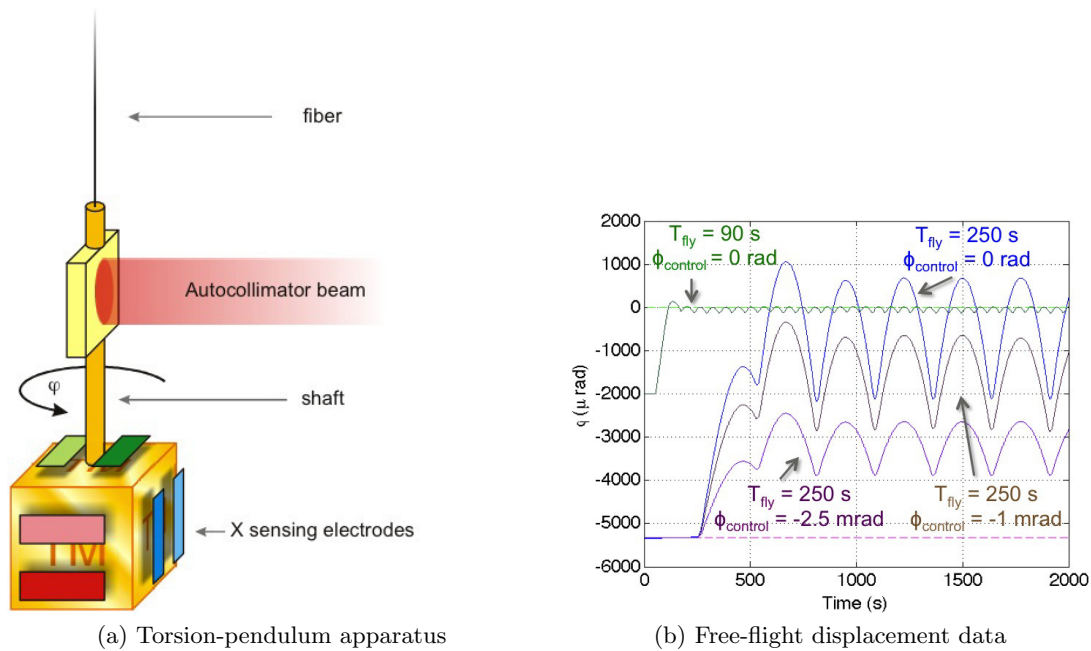 fiber
Autocollimator beam
φ
shaft
X sensing electrodes
TM
T
(a) Torsion-pendulum apparatus
2000
1000
0
-1000
-2000
-3000
-4000
-5000
-6000
0
500
1000
1500
2000
Time (s)
T_fly = 90 s
ϕ_control = 0 rad
T_fly = 250 s
ϕ_control = 0 rad
T_fly = 250 s
ϕ_control = -2.5 mrad
T_fly = 250 s
ϕ_control = -1 mrad
(b) Free-flight displacement data